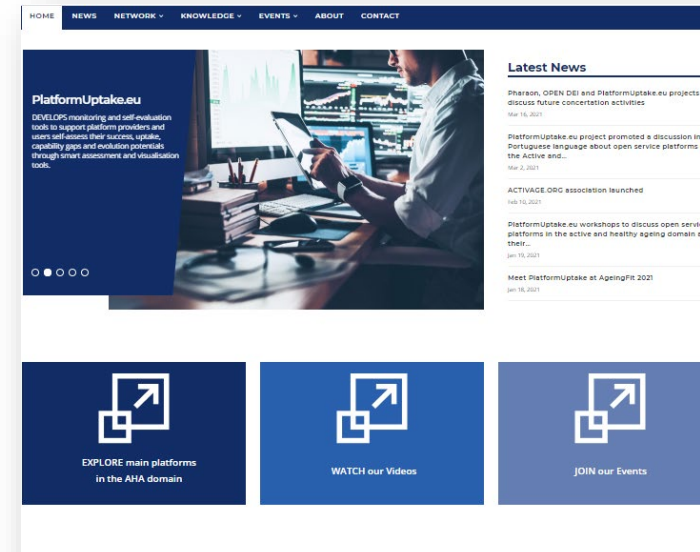 HOME NEWS NETWORK KNOWLEDGE EVENTS ABOUT CONTACT
PlatformUptake.eu
DEVELOPS monitoring and self-evaluation
tools to support platform providers and
users self-assess their success, uptake,
capability gaps and evolution potentials
through smart assessment and visualisation
tools.
Latest News
Pharaon, OPEN DEI and PlatformUptake.eu projects
discuss future concertation activities
Mar 16, 2021
PlatformUptake.eu project promoted a discussion in
Portuguese language about open service platforms
the Active and...
Mar 2, 2021
ACTIVAGE.ORG association launched
Feb 10, 2021
PlatformUptake.eu workshops to discuss open
platforms in the active and healthy ageing domain
their...
Jan 19, 2021
Meet PlatformUptake at AgeingFit 2021
Jan 18, 2021
EXPLORE main platforms
in the AHA domain
WATCH our Videos
JOIN our Events